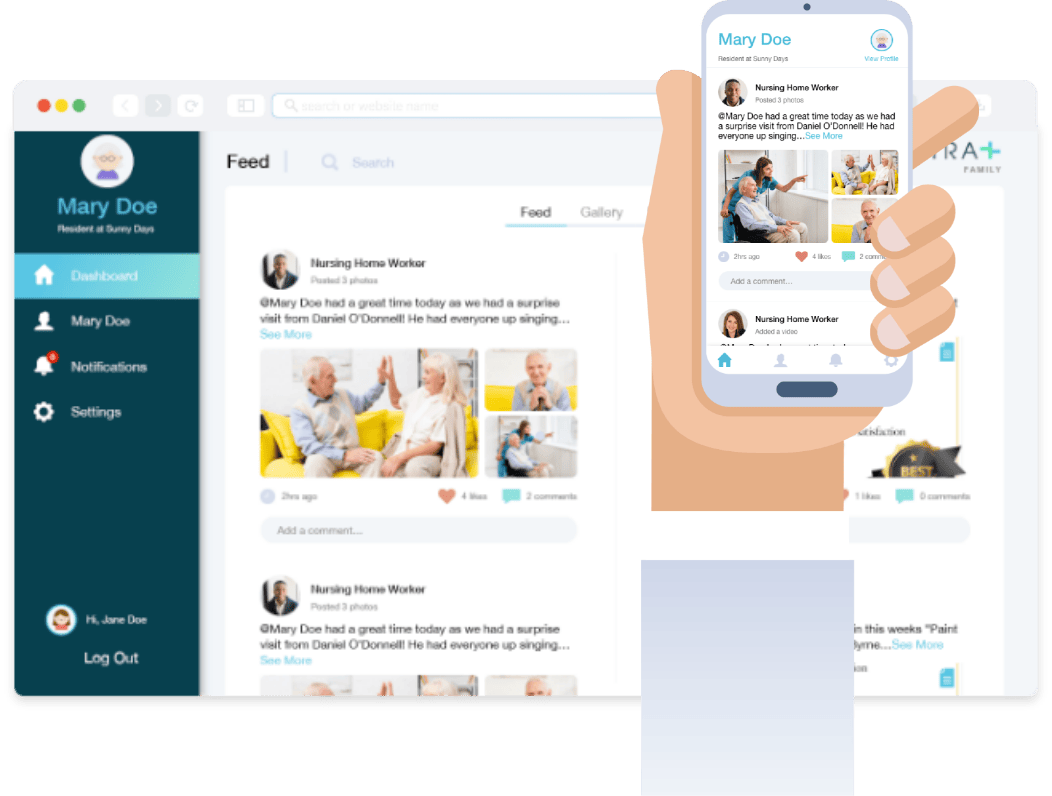 search or website name
Mary Doe
Resident at Sunny Days
Dashboard
Mary Doe
Notifications
Settings
Hi, Jane Doe
Log Out
Feed
Search
Feed
Gallery
Nursing Home Worker
Posted 3 photos
@Mary Doe had a great time today as we had a surprise
visit from Daniel O'Donnell! He had everyone up singing...
See More
2hrs ago
4 likes
2 comments
Add a comment...
Nursing Home Worker
Posted 3 photos
@Mary Doe had a great time today as we had a surprise
visit from Daniel O'Donnell! He had everyone up singing...
See More
Mary Doe
Resident at Sunny Days
View Profile
Nursing Home Worker
Posted 3 photos
@Mary Doe had a great time today as we had
a surprise visit from Daniel O'Donnell! He had
everyone up singing...See More
2hrs ago
4 likes
2 comm
Add a comment...
Nursing Home Worker
Added a video
TRA+
FAMILY
satisfaction
BEST
1 likes
0 comments
in this weeks "Paint
yrne...See More